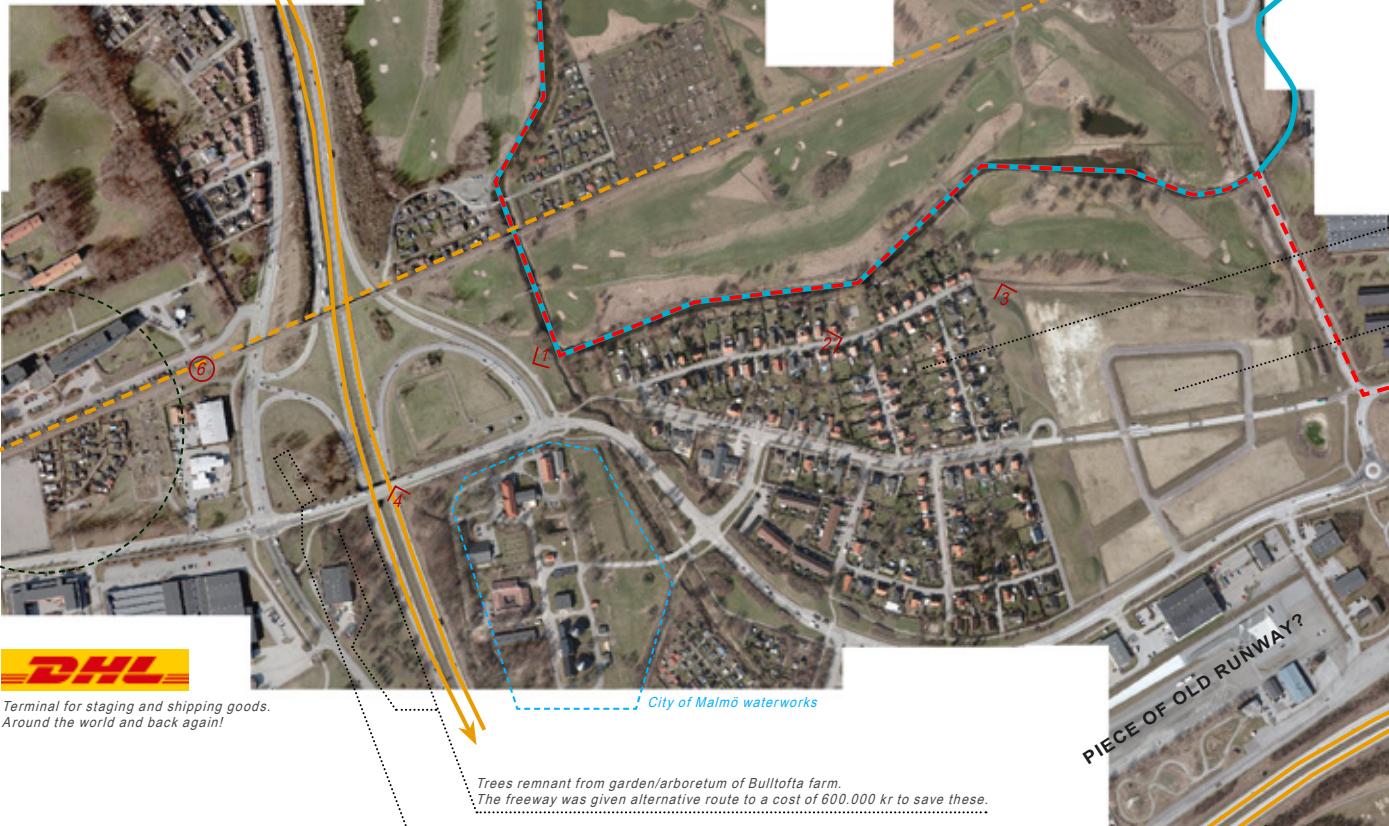 3
1
2
6
4
DHL
Terminal for staging and shipping goods.
Around the world and back again!
City of Malmö waterworks
PIECE OF OLD RUNWAY?
Trees remnant from garden/arboretum of Bulltofta farm.
The freeway was given alternative route to a cost of 600.000 kr to save these.